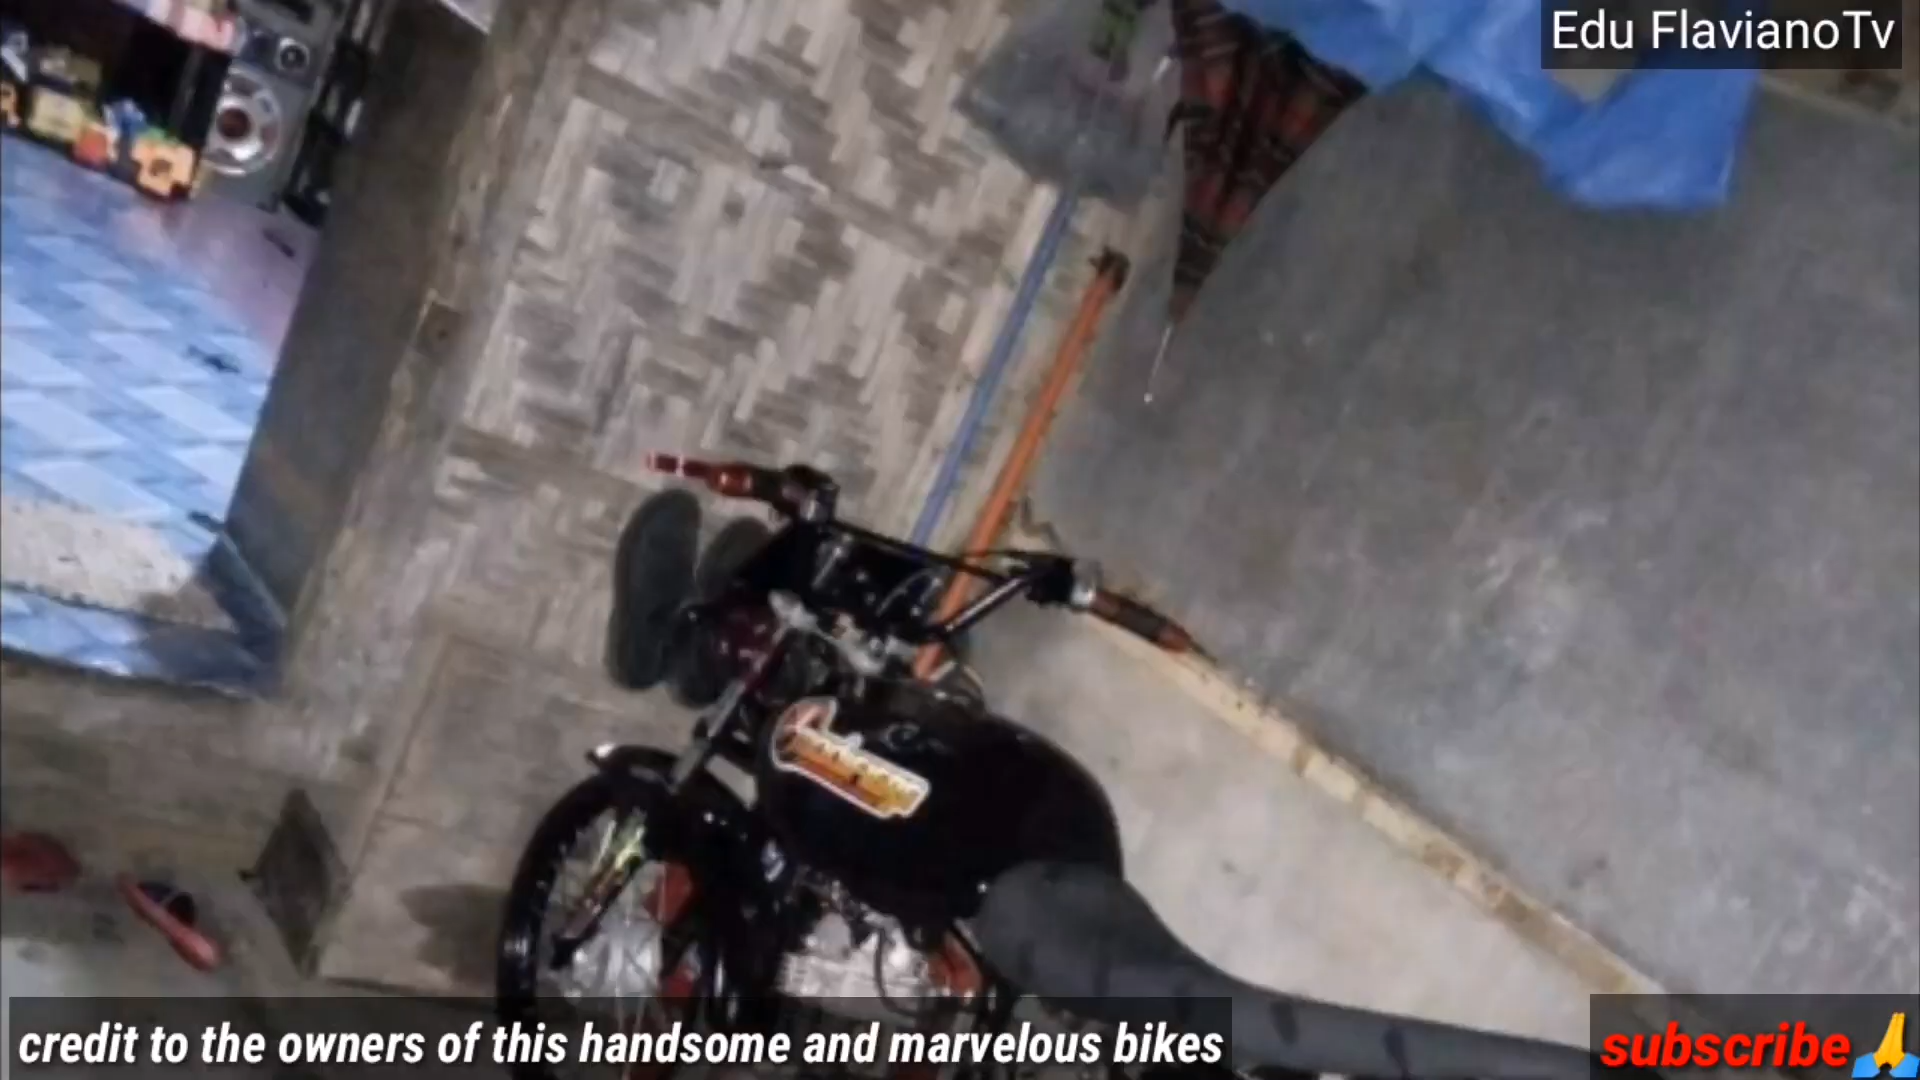 Edu FlavianoTv
credit to the owners of this handsome and marvelous bikes
subscribe🙏